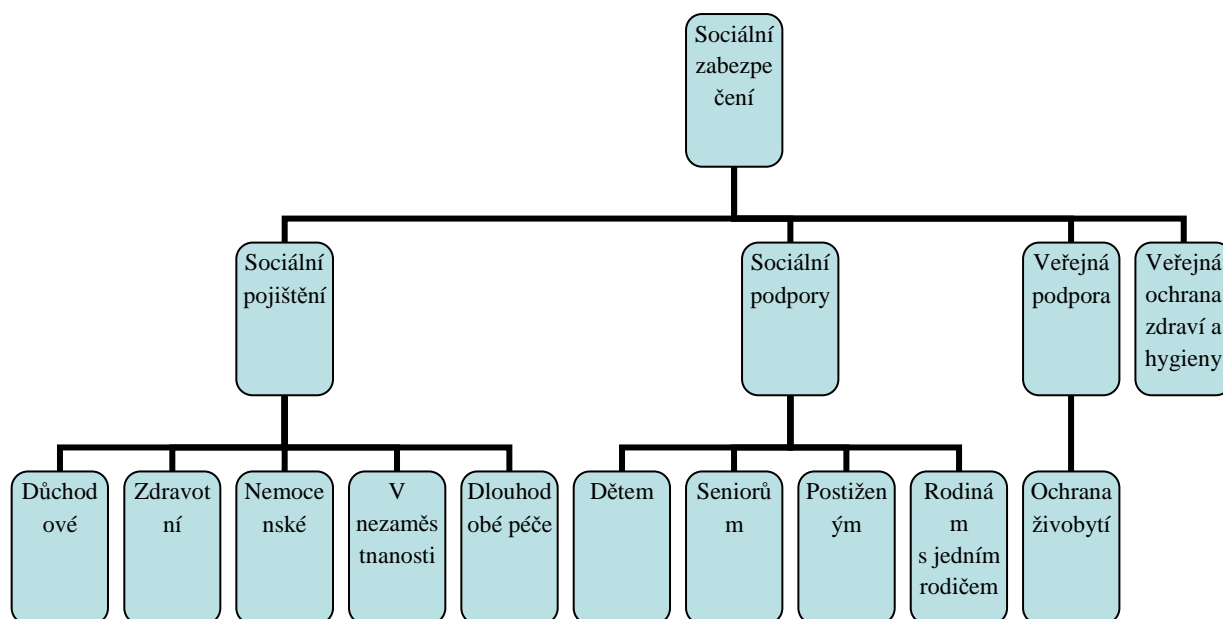 Sociální
zabezpe
čení
Sociální
pojištění
Sociální
podpory
Veřejná
podpora
Veřejná
ochrana
zdraví a
hygieny
Důchod
ové
Zdravot
ní
Nemoce
nské
V
nezaměs
tnanosti
Dlouhod
obé péče
Dětem
Seniorů
m
Postižen
ým
Rodiná
m
s jedním
rodičem
Ochrana
živobytí